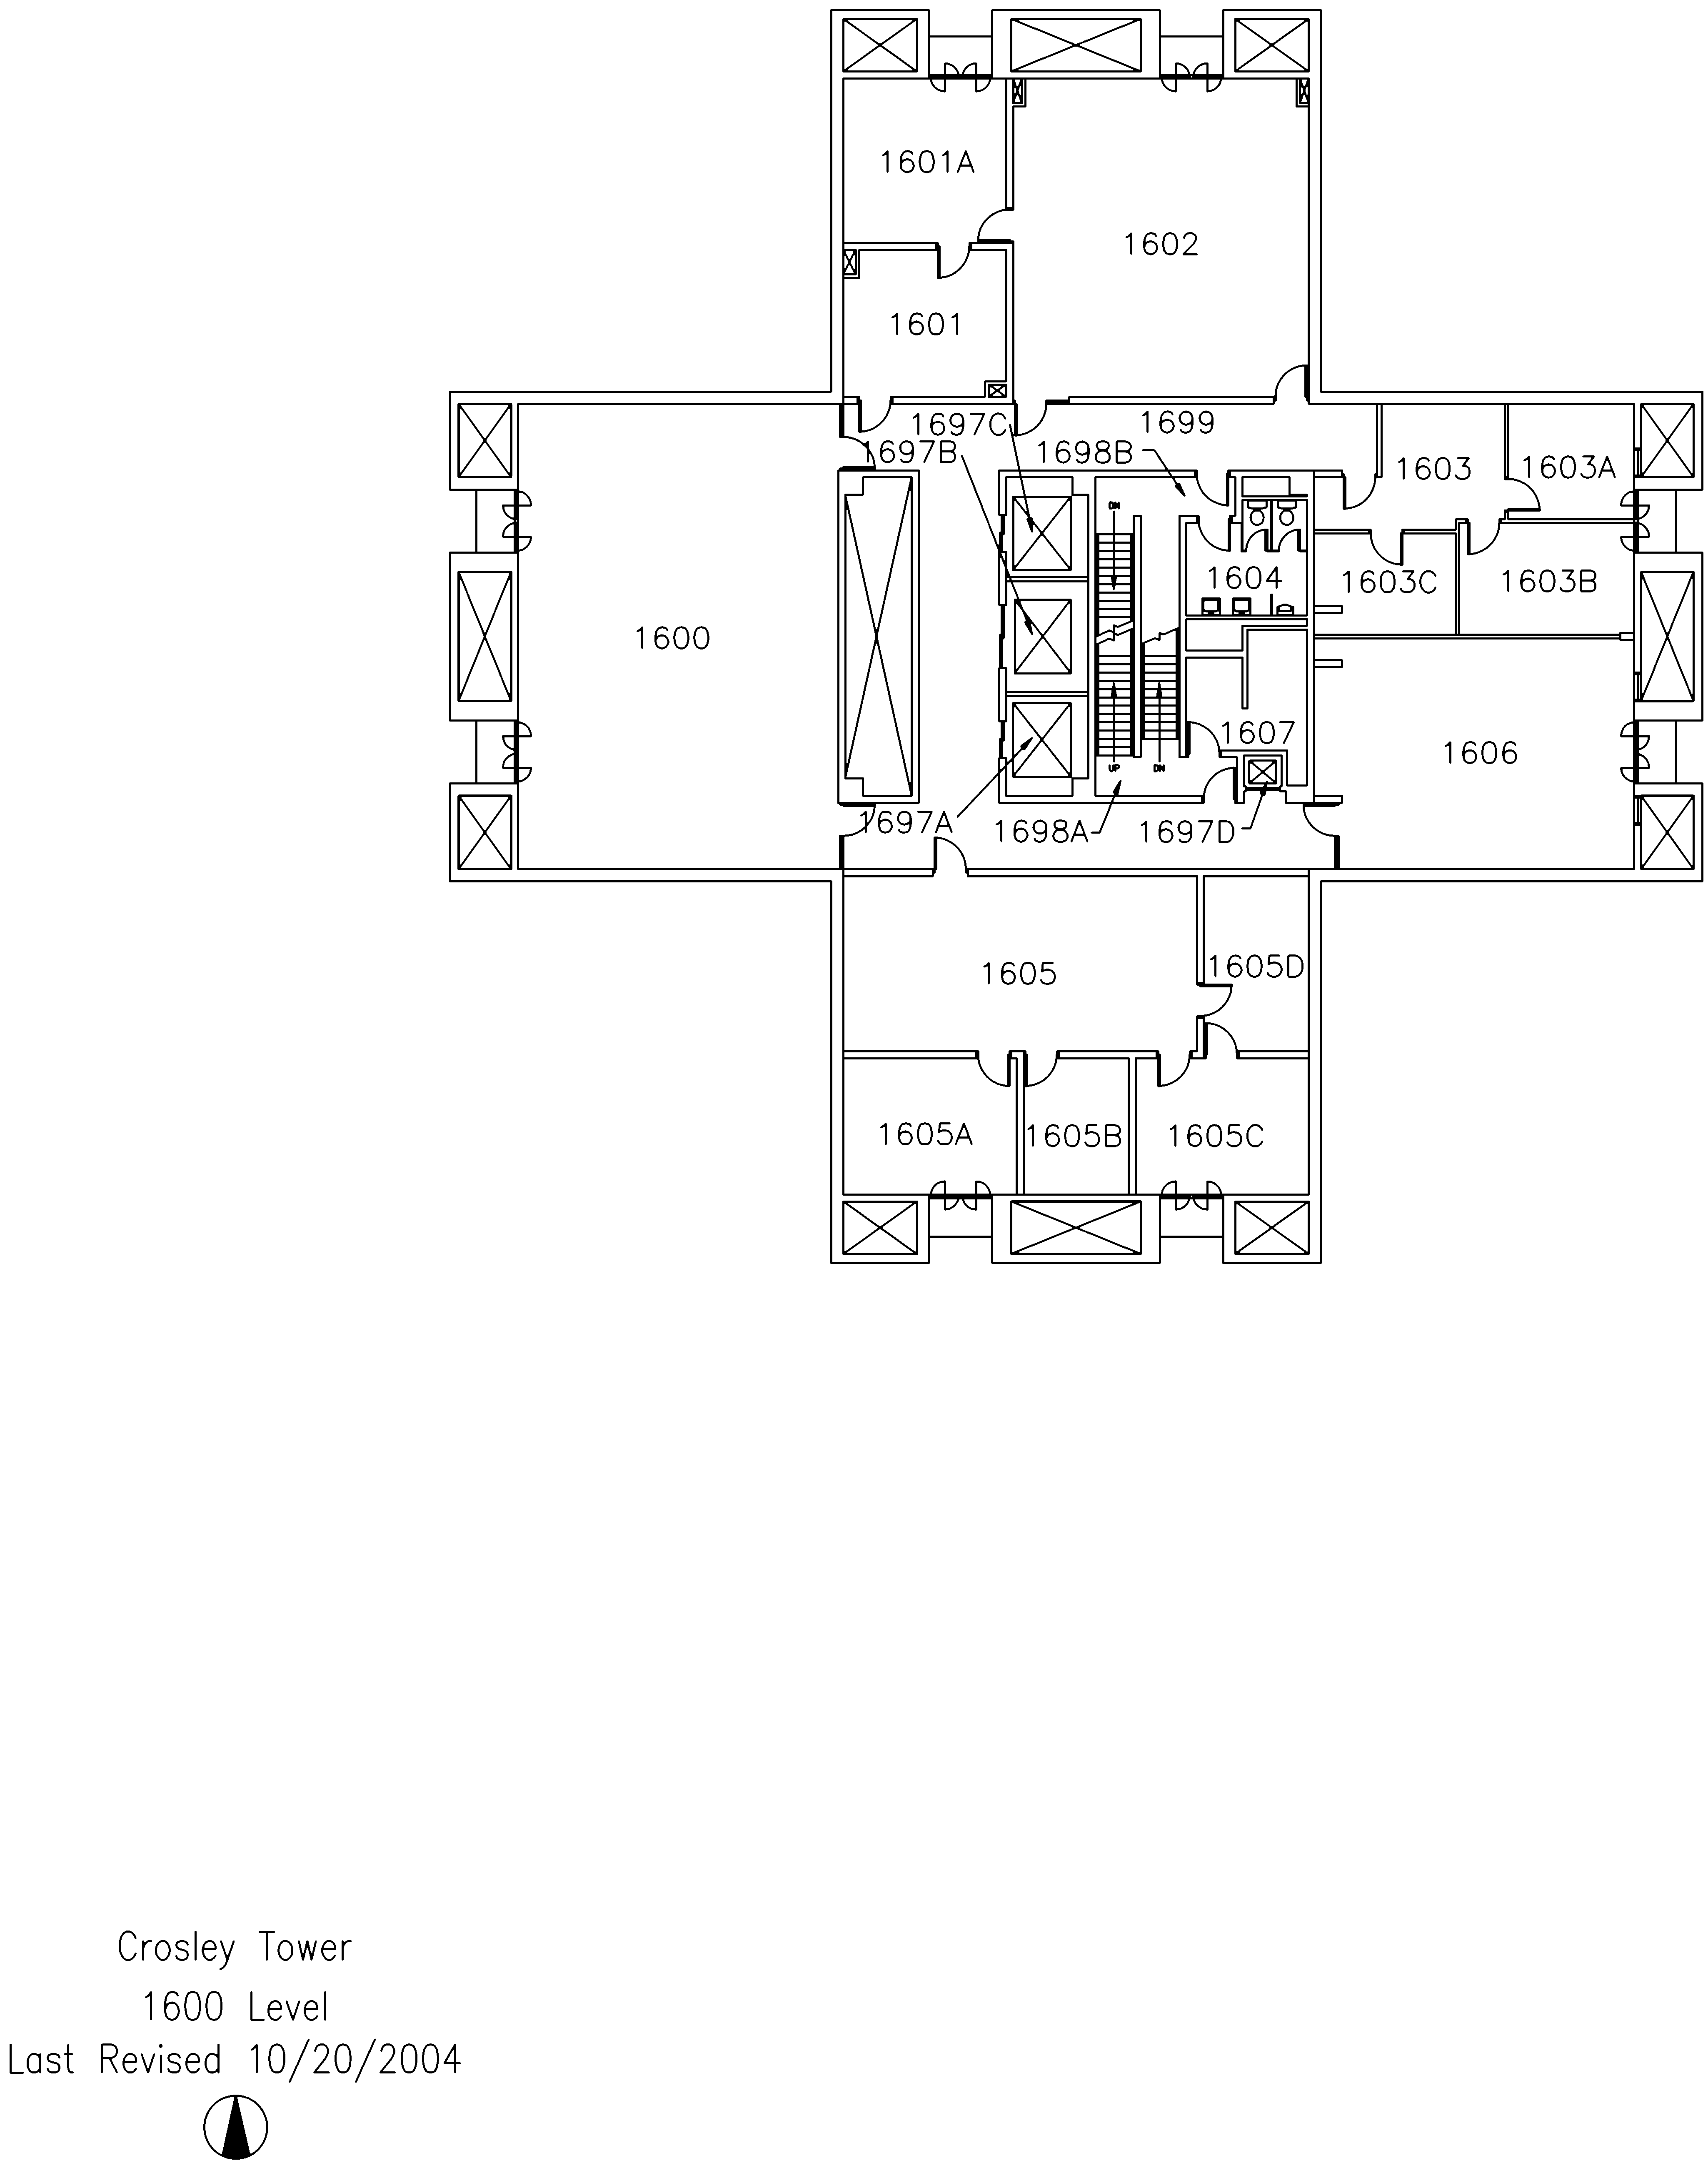 1601A
1602
1601
1697C
1699
1697B
1698B
1603
1603A
DN
1604
1603C
1603B
1600
1607
1606
UP
DN
1697A
1698A
1697D
1605
1605D
1605A
1605B
1605C
Crosley Tower
1600 Level
Last Revised 10/20/2004